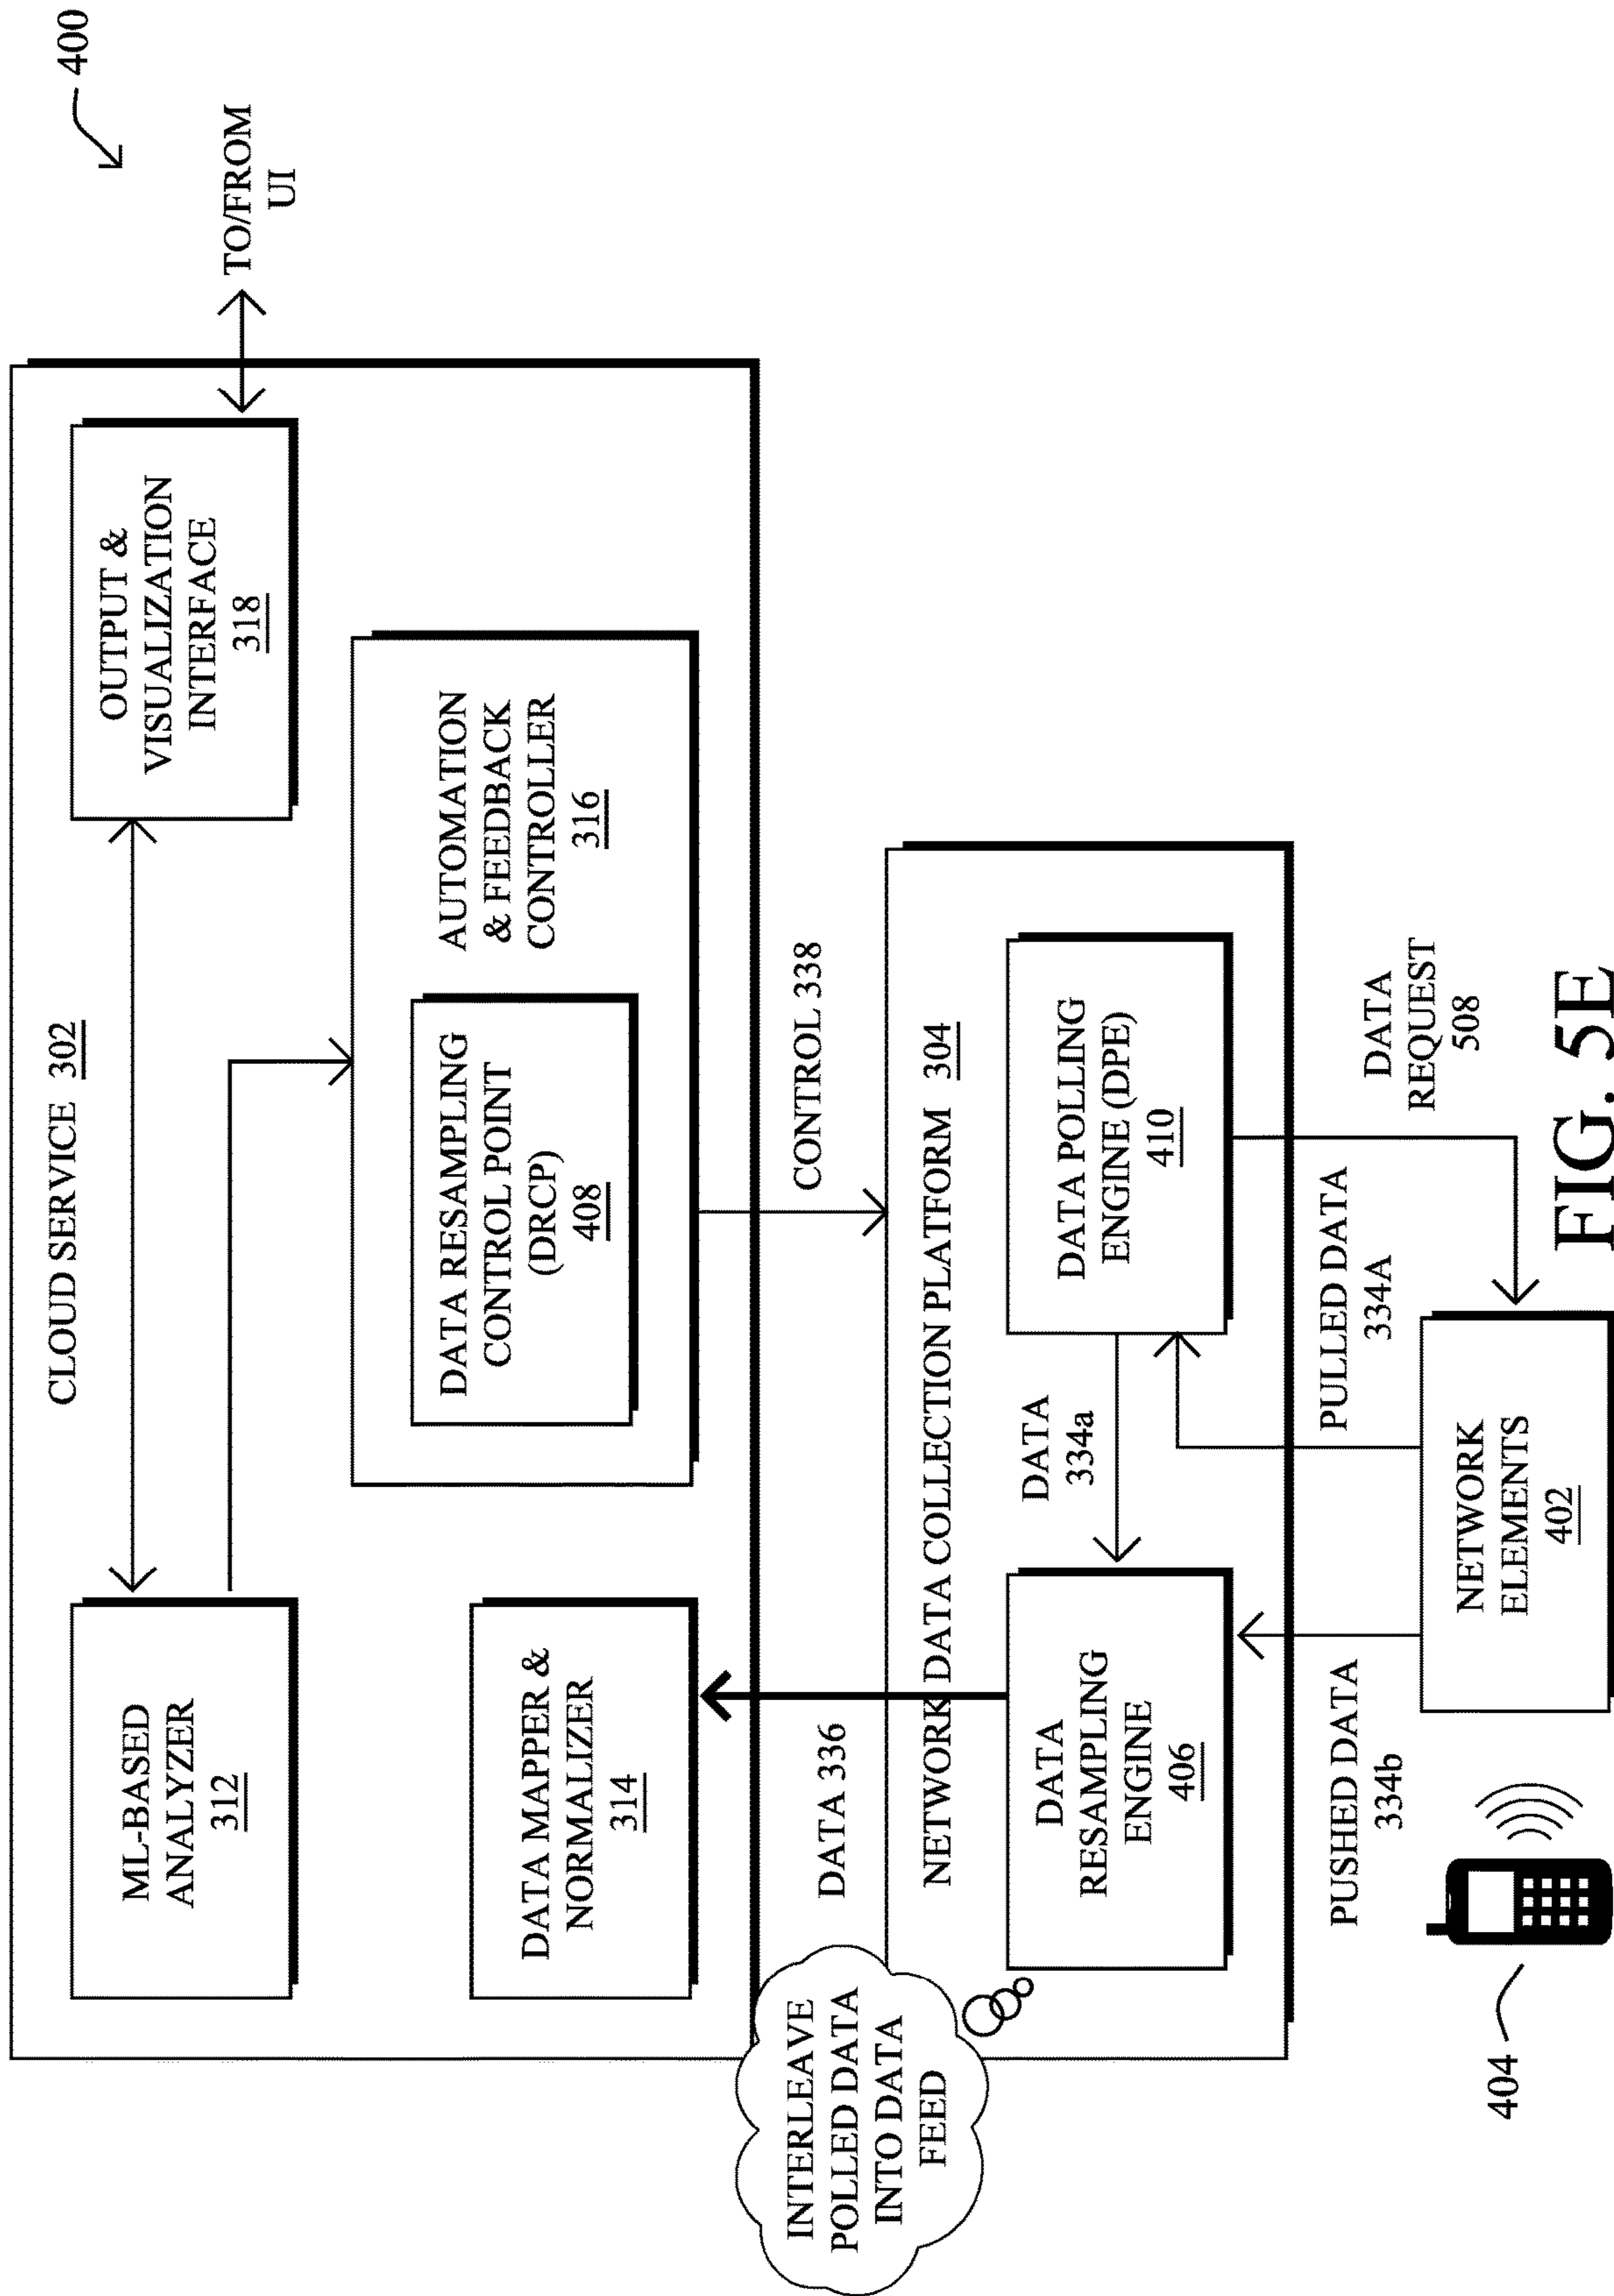 400
TO/FROM
UI
CLOUD SERVICE 302
ML-BASED
ANALYZER
312
OUTPUT &
VISUALIZATION
INTERFACE
318
DATA MAPPER &
NORMALIZER
314
DATA RESAMPLING
CONTROL POINT
(DRCP)
408
AUTOMATION
& FEEDBACK
CONTROLLER
316
INTERLEAVE
POLLED DATA
INTO DATA
FEED
DATA 336
CONTROL 338
NETWORK DATA COLLECTION PLATFORM 304
DATA
RESAMPLING
ENGINE
406
DATA
334a
DATA POLLING
ENGINE (DPE)
410
PUSHED DATA
334b
PULLED DATA
334A
DATA
REQUEST
508
404
NETWORK
ELEMENTS
402
FIG. 5E